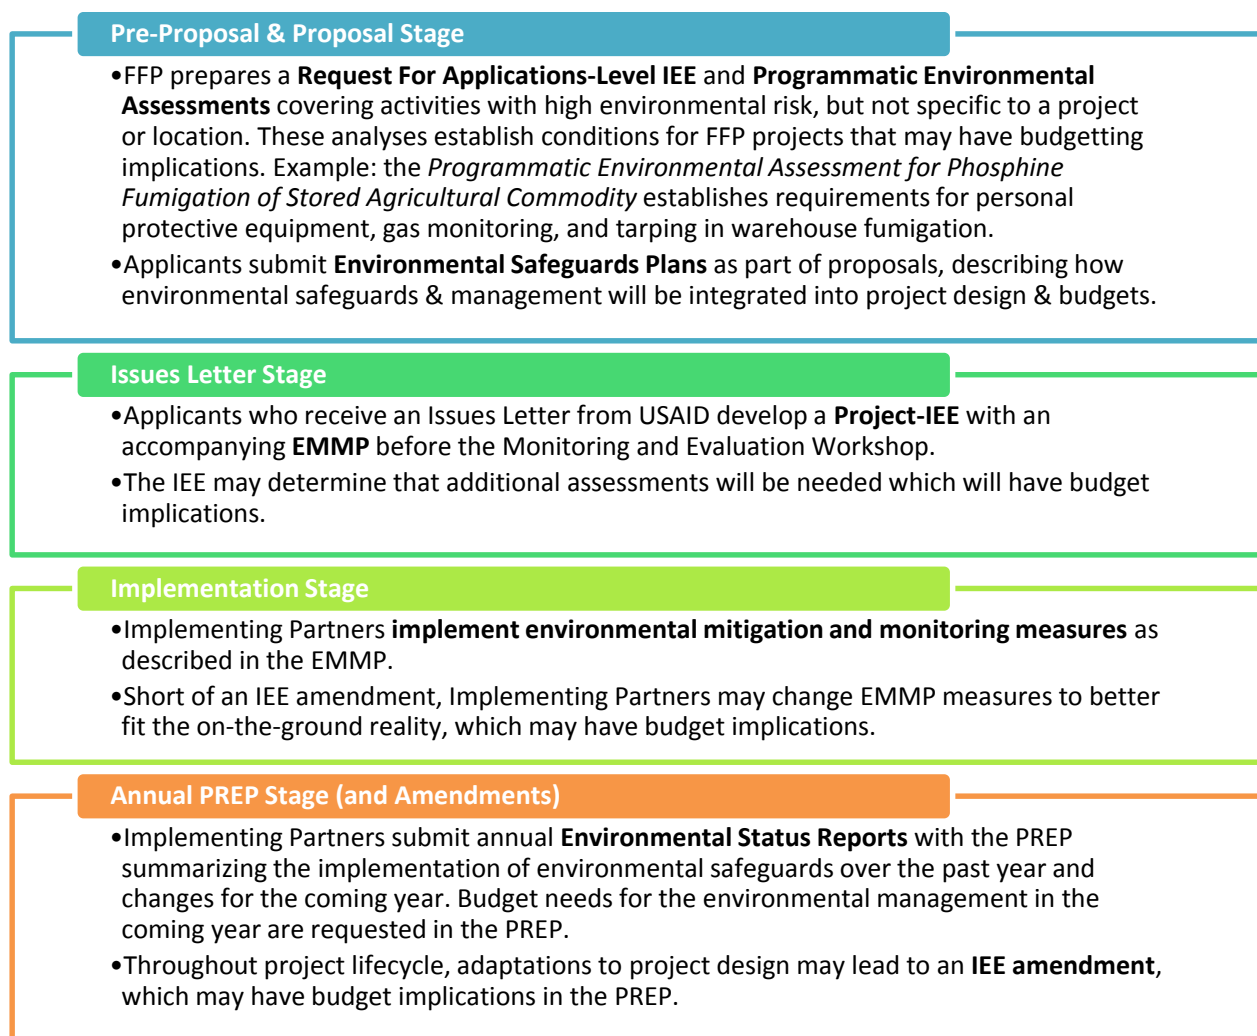 Pre-Proposal & Proposal Stage
•FFP prepares a Request For Applications-Level IEE and Programmatic Environmental
Assessments covering activities with high environmental risk, but not specific to a project
or location. These analyses establish conditions for FFP projects that may have budgetting
implications. Example: the Programmatic Environmental Assessment for Phosphine
Fumigation of Stored Agricultural Commodity establishes requirements for personal
protective equipment, gas monitoring, and tarping in warehouse fumigation.
•Applicants submit Environmental Safeguards Plans as part of proposals, describing how
environmental safeguards & management will be integrated into project design & budgets.
Issues Letter Stage
•Applicants who receive an Issues Letter from USAID develop a Project-IEE with an
accompanying EMMP before the Monitoring and Evaluation Workshop.
•The IEE may determine that additional assessments will be needed which will have budget
implications.
Implementation Stage
•Implementing Partners implement environmental mitigation and monitoring measures as
described in the EMMP.
•Short of an IEE amendment, Implementing Partners may change EMMP measures to better
fit the on-the-ground reality, which may have budget implications.
Annual PREP Stage (and Amendments)
•Implementing Partners submit annual Environmental Status Reports with the PREP
summarizing the implementation of environmental safeguards over the past year and
changes for the coming year. Budget needs for the environmental management in the
coming year are requested in the PREP.
•Throughout project lifecycle, adaptations to project design may lead to an IEE amendment,
which may have budget implications in the PREP.